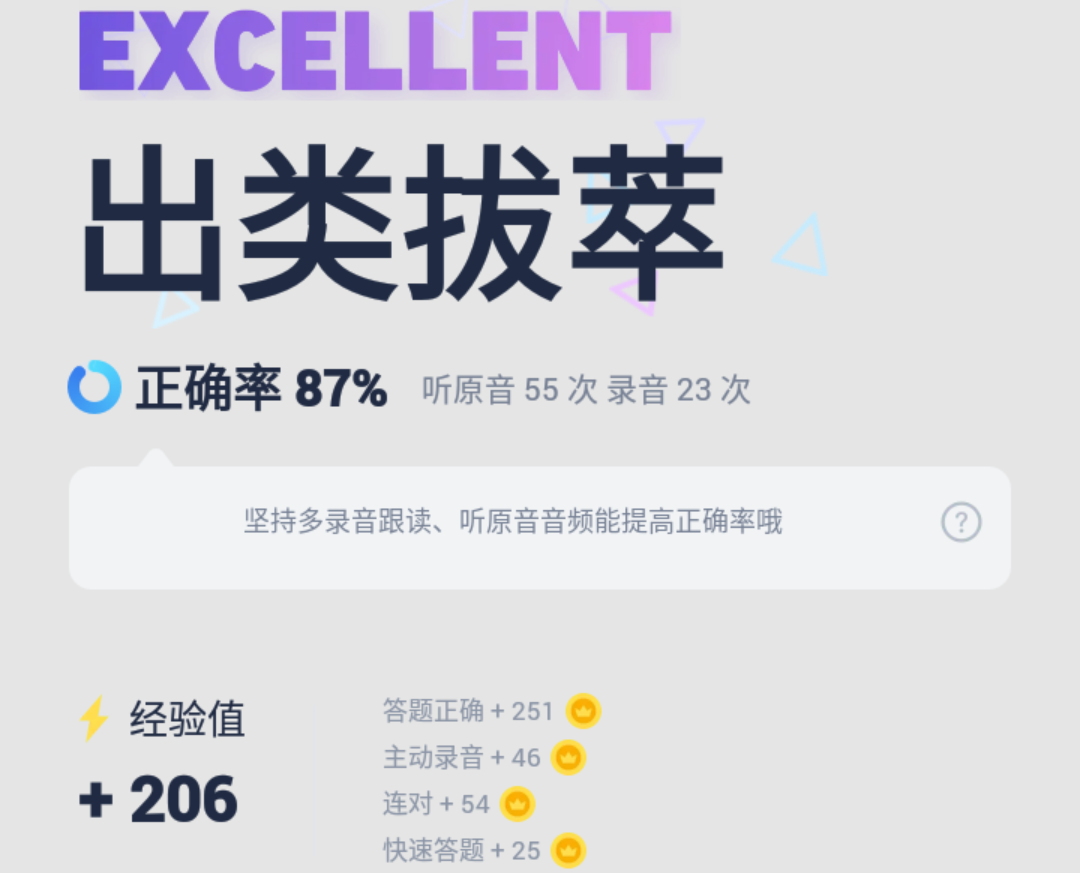 EXCELLENT
出类拔萃
正确率 87% 听原音 55 次 录音 23 次
坚持多录音跟读、听原音音频能提高正确率哦 ?
经验值
+ 206
答题正确 + 251
主动录音 + 46
连对 + 54
快速答题 + 25